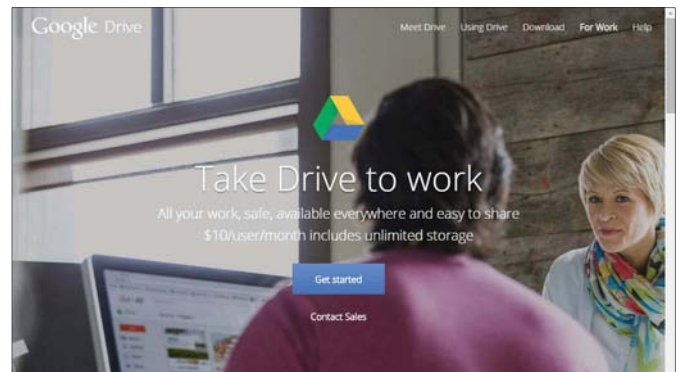 Google Drive
Meet Drive Using Drive Download For Work Help
Take Drive to work
All your work, safe, available everywhere and easy to share
$10/user/month includes unlimited storage
Get started
Contact Sales